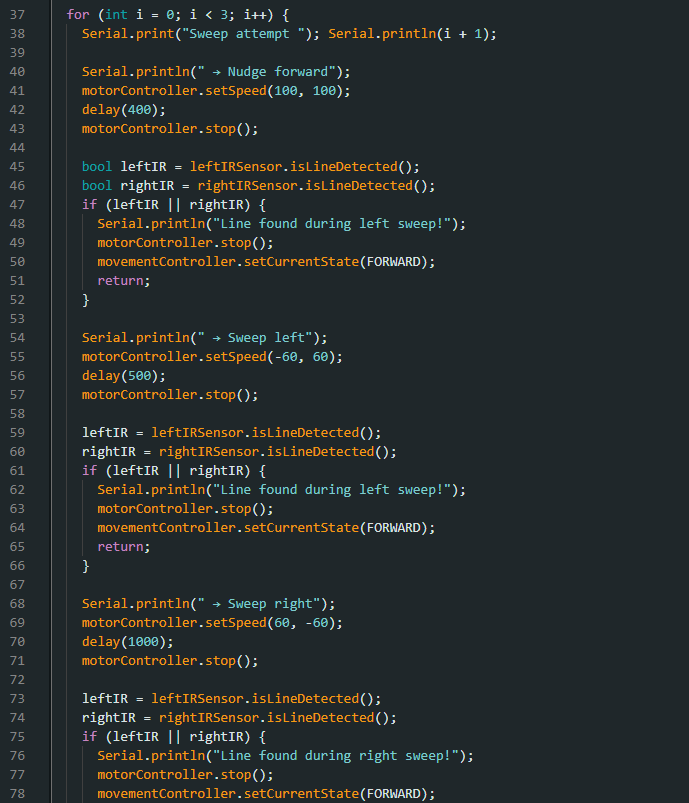 37 for (int i = 0; i < 3; i++) {
38 Serial.print("Sweep attempt "); Serial.println(i + 1);
39
40 Serial.println(" → Nudge forward");
41 motorController.setSpeed(100, 100);
42 delay(400);
43 motorController.stop();
44
45 bool leftIR = leftIRSensor.isLineDetected();
46 bool rightIR = rightIRSensor.isLineDetected();
47 if (leftIR || rightIR) {
48 Serial.println("Line found during left sweep!");
49 motorController.stop();
50 movementController.setCurrentState(FORWARD);
51 return;
52 }
53
54 Serial.println(" → Sweep left");
55 motorController.setSpeed(-60, 60);
56 delay(500);
57 motorController.stop();
58
59 leftIR = leftIRSensor.isLineDetected();
60 rightIR = rightIRSensor.isLineDetected();
61 if (leftIR || rightIR) {
62 Serial.println("Line found during left sweep!");
63 motorController.stop();
64 movementController.setCurrentState(FORWARD);
65 return;
66 }
67
68 Serial.println(" → Sweep right");
69 motorController.setSpeed(60, -60);
70 delay(1000);
71 motorController.stop();
72
73 leftIR = leftIRSensor.isLineDetected();
74 rightIR = rightIRSensor.isLineDetected();
75 if (leftIR || rightIR) {
76 Serial.println("Line found during right sweep!");
77 motorController.stop();
78 movementController.setCurrentState(FORWARD);